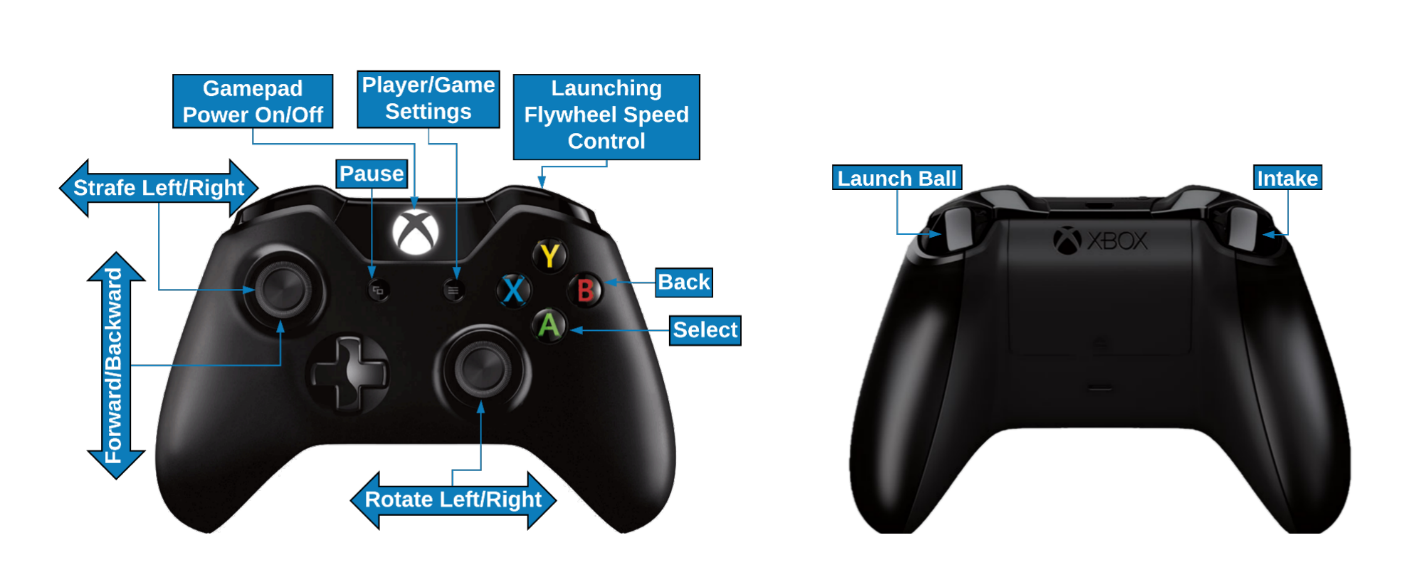 Gamepad
Power On/Off
Player/Game
Settings
Launching
Flywheel Speed
Control
Strafe Left/Right
Pause
Y
X
B
A
Back
Select
Forward/Backward
Rotate Left/Right
Launch Ball
Intake
XBOX